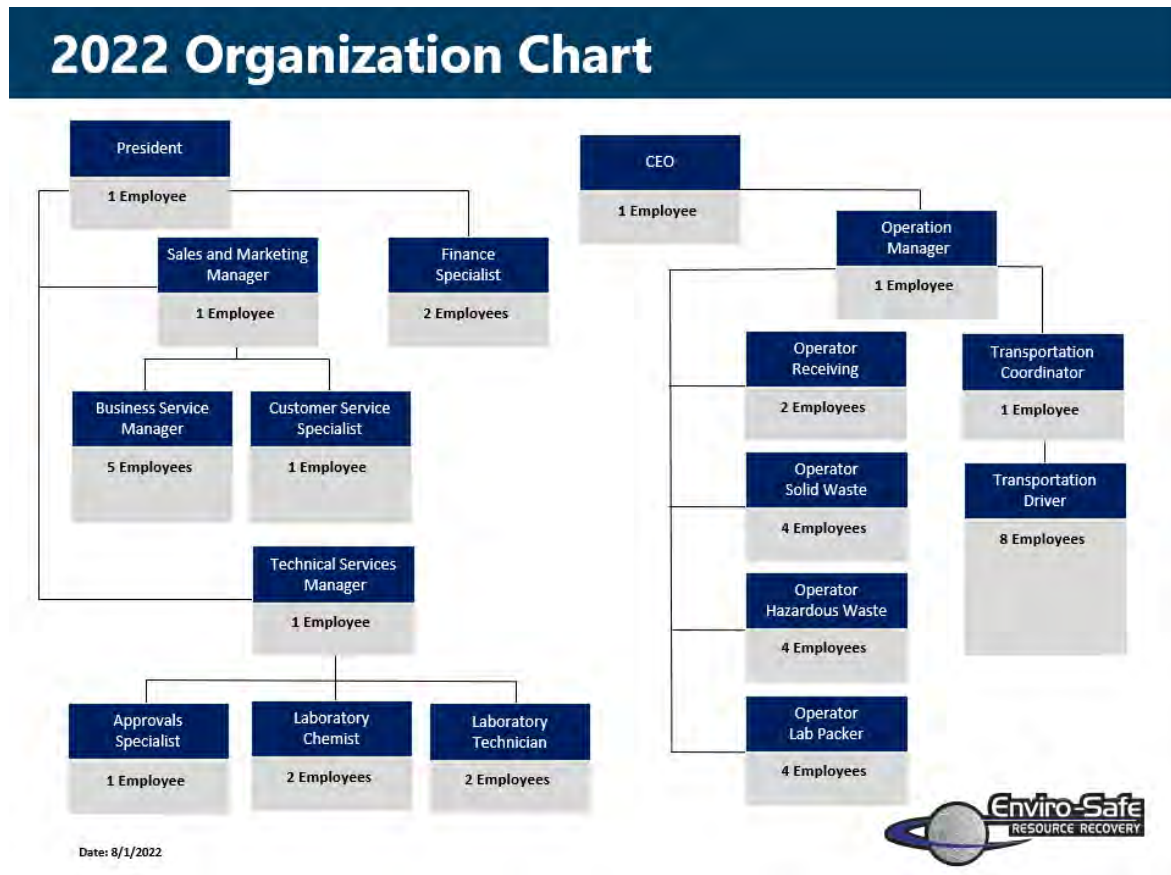 2022 Organization Chart
President
1 Employee
Sales and Marketing
Manager
1 Employee
Finance
Specialist
2 Employees
Business Service
Manager
5 Employees
Customer Service
Specialist
1 Employee
Technical Services
Manager
1 Employee
Approvals
Specialist
1 Employee
Laboratory
Chemist
2 Employees
Laboratory
Technician
2 Employees
CEO
1 Employee
Operation
Manager
1 Employee
Operator
Receiving
2 Employees
Operator
Solid Waste
4 Employees
Operator
Hazardous Waste
4 Employees
Operator
Lab Packer
4 Employees
Transportation
Coordinator
1 Employee
Transportation
Driver
8 Employees
Date: 8/1/2022
Enviro-Safe
RESOURCE RECOVERY